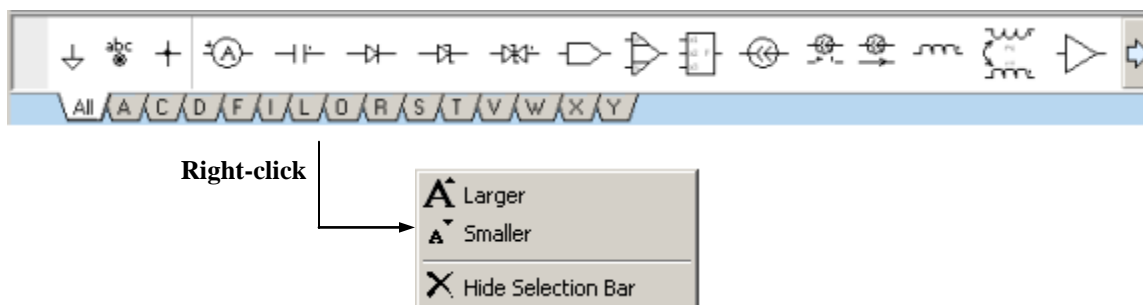 abc
A
All A C D F I L O R S T V W X Y
Right-click
A Larger
A Smaller
Hide Selection Bar